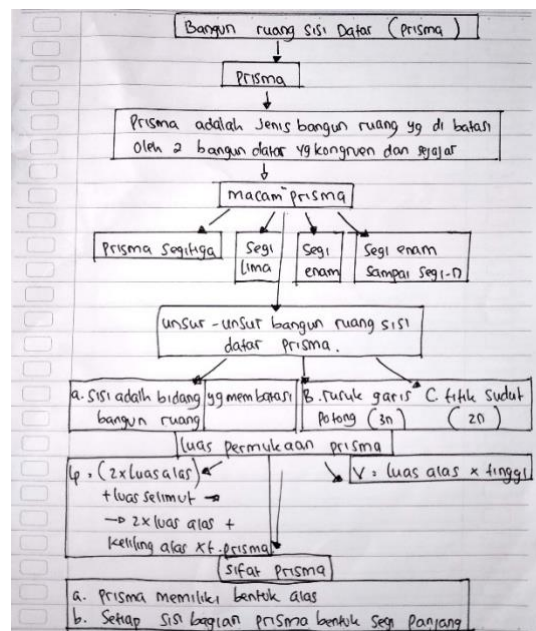 Bangun ruang sisi Datar (Prisma)
Prisma
Prisma adalah Jenis bangun ruang yg di batasi
Oleh 2 bangun datar yg kongruen dan sejajar
macam" prisma
Prisma Segitiga
Segi
Lima
Segi
enam
Segi enam
Sampai Segi-n
unsur-unsur bangun ruang sisi
datar Prisma.
a. Sisi adalh bidang yg membatasi
bangun ruang
B. rusuk garis
Potong (3n)
C titik sudut
(2n)
luas permukaan prisma
Lp = (2xluas alas)
+ luas selimut →
→ 2x luas alas +
Keliling alas xt. prisma
V = luas alas x tinggi
Sifat Prisma
a. Prisma memiliki bentuk alas
b. Setiap sisi bagian prisma bentuk segi panjang